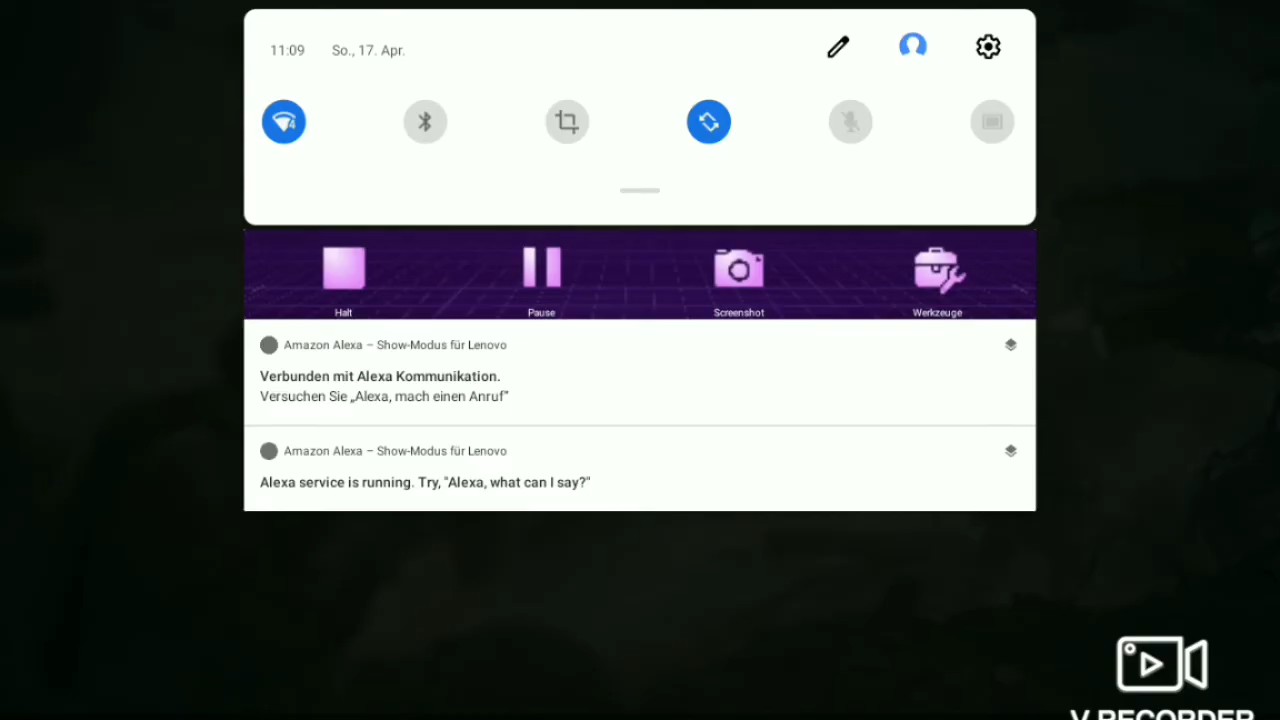 11:09 So., 17. Apr.
Halt Pause Screenshot Werkzeuge
Amazon Alexa – Show-Modus für Lenovo
Verbunden mit Alexa Kommunikation.
Versuchen Sie „Alexa, mach einen Anruf“
Amazon Alexa – Show-Modus für Lenovo
Alexa service is running. Try, "Alexa, what can I say?"
V RECORDER